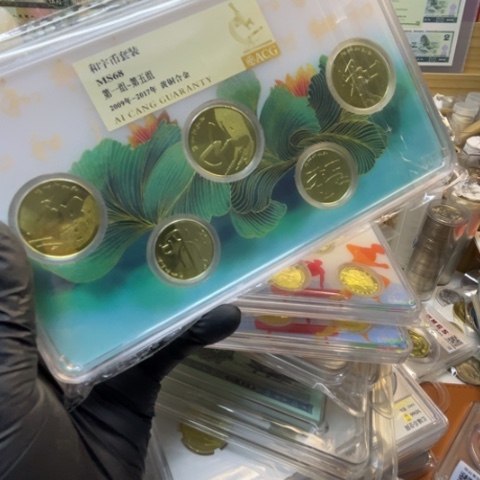 和字币套装
MS68
第一组-第五组
2009年-2017年 黄铜合金
AI CANG GUARANTY
ACG